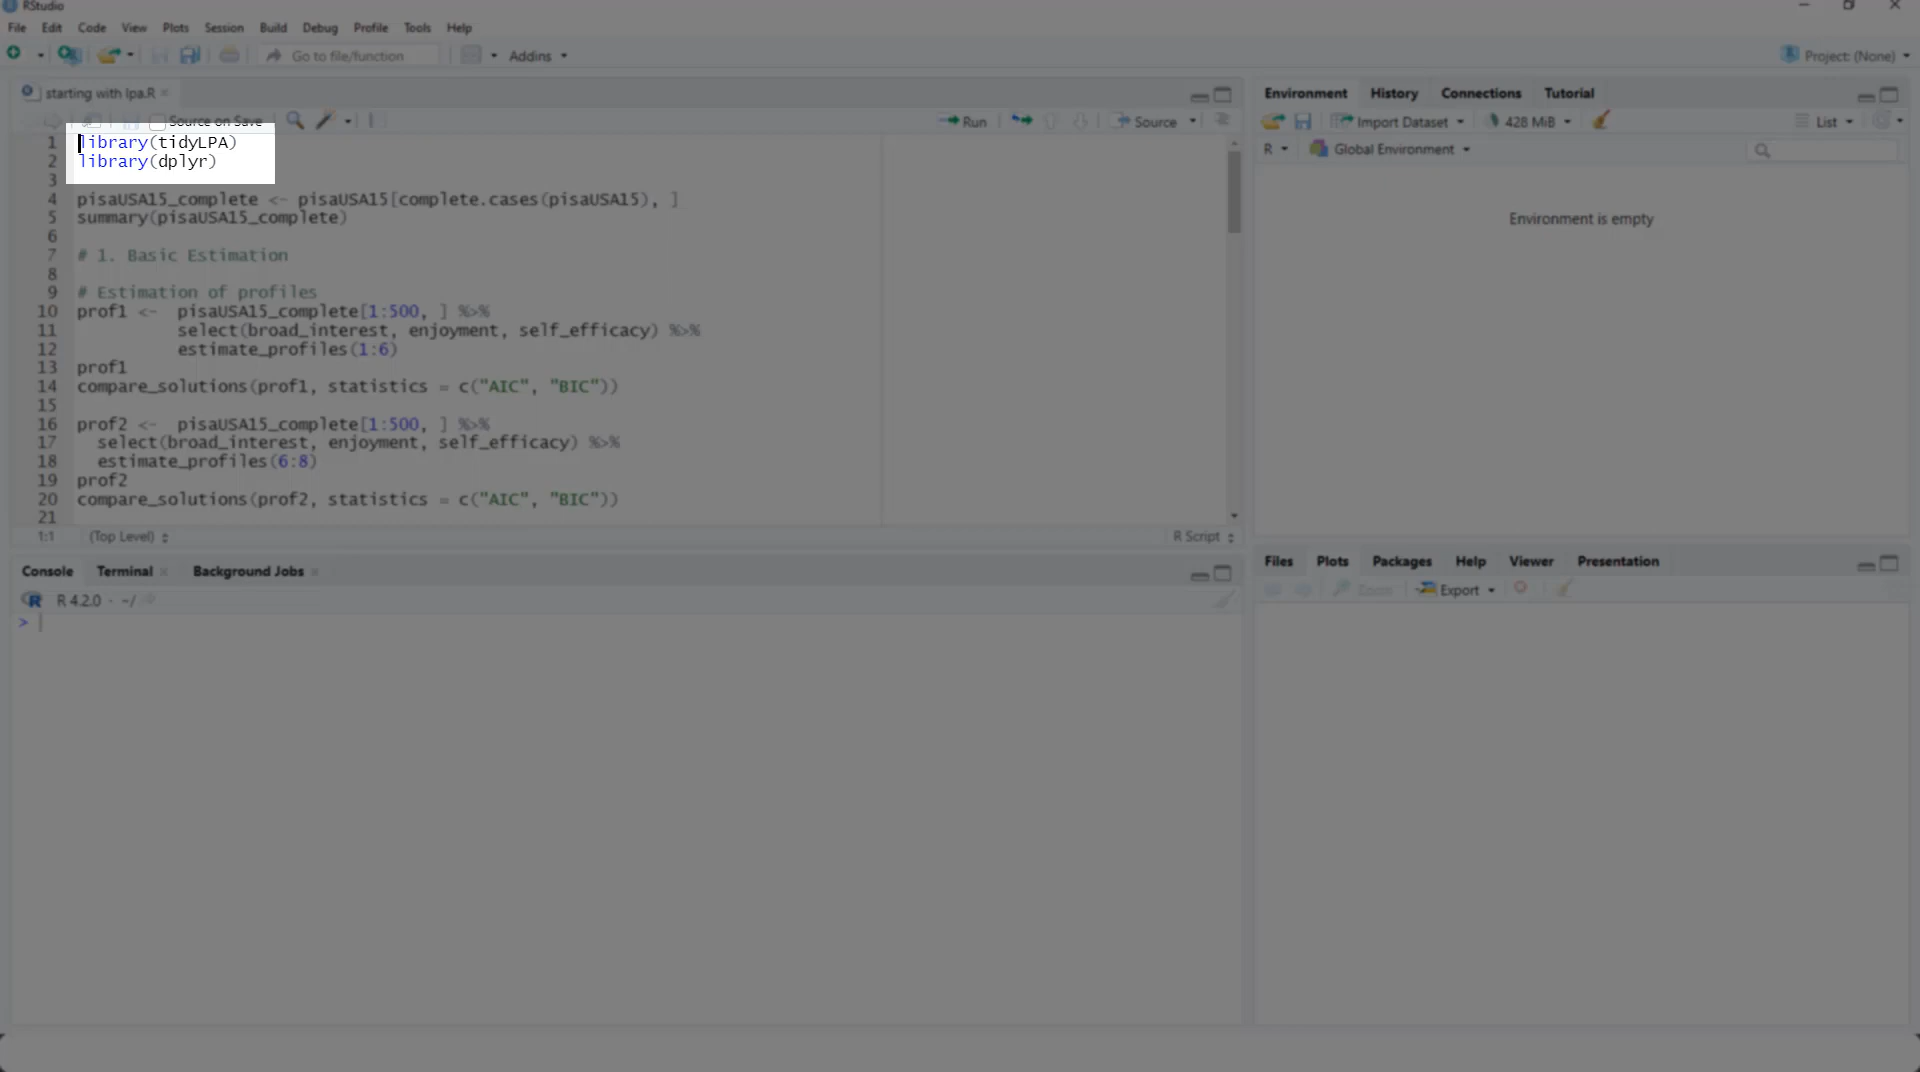 RStudio
File Edit Code View Plots Session Build Debug Profile Tools Help
Go to file/function Addins Project: (None)
starting with lpa.R
Source on Save Run Source
1 library(tidyLPA)
2 library(dplyr)
3
4 pisaUSA15_complete <- pisaUSA15[complete.cases(pisaUSA15), ]
5 summary(pisaUSA15_complete)
6
7 # 1. Basic Estimation
8
9 # Estimation of profiles
10 prof1 <- pisaUSA15_complete[1:500, ] %>%
11 select(broad_interest, enjoyment, self_efficacy) %>%
12 estimate_profiles(1:6)
13 prof1
14 compare_solutions(prof1, statistics = c("AIC", "BIC"))
15
16 prof2 <- pisaUSA15_complete[1:500, ] %>%
17 select(broad_interest, enjoyment, self_efficacy) %>%
18 estimate_profiles(6:8)
19 prof2
20 compare_solutions(prof2, statistics = c("AIC", "BIC"))
21
1:1 (Top Level) R Script
Console Terminal Background Jobs
R 4.2.0 · ~/
>
Environment History Connections Tutorial
Import Dataset 428 MiB List
R Global Environment
Environment is empty
Files Plots Packages Help Viewer Presentation
Zoom Export